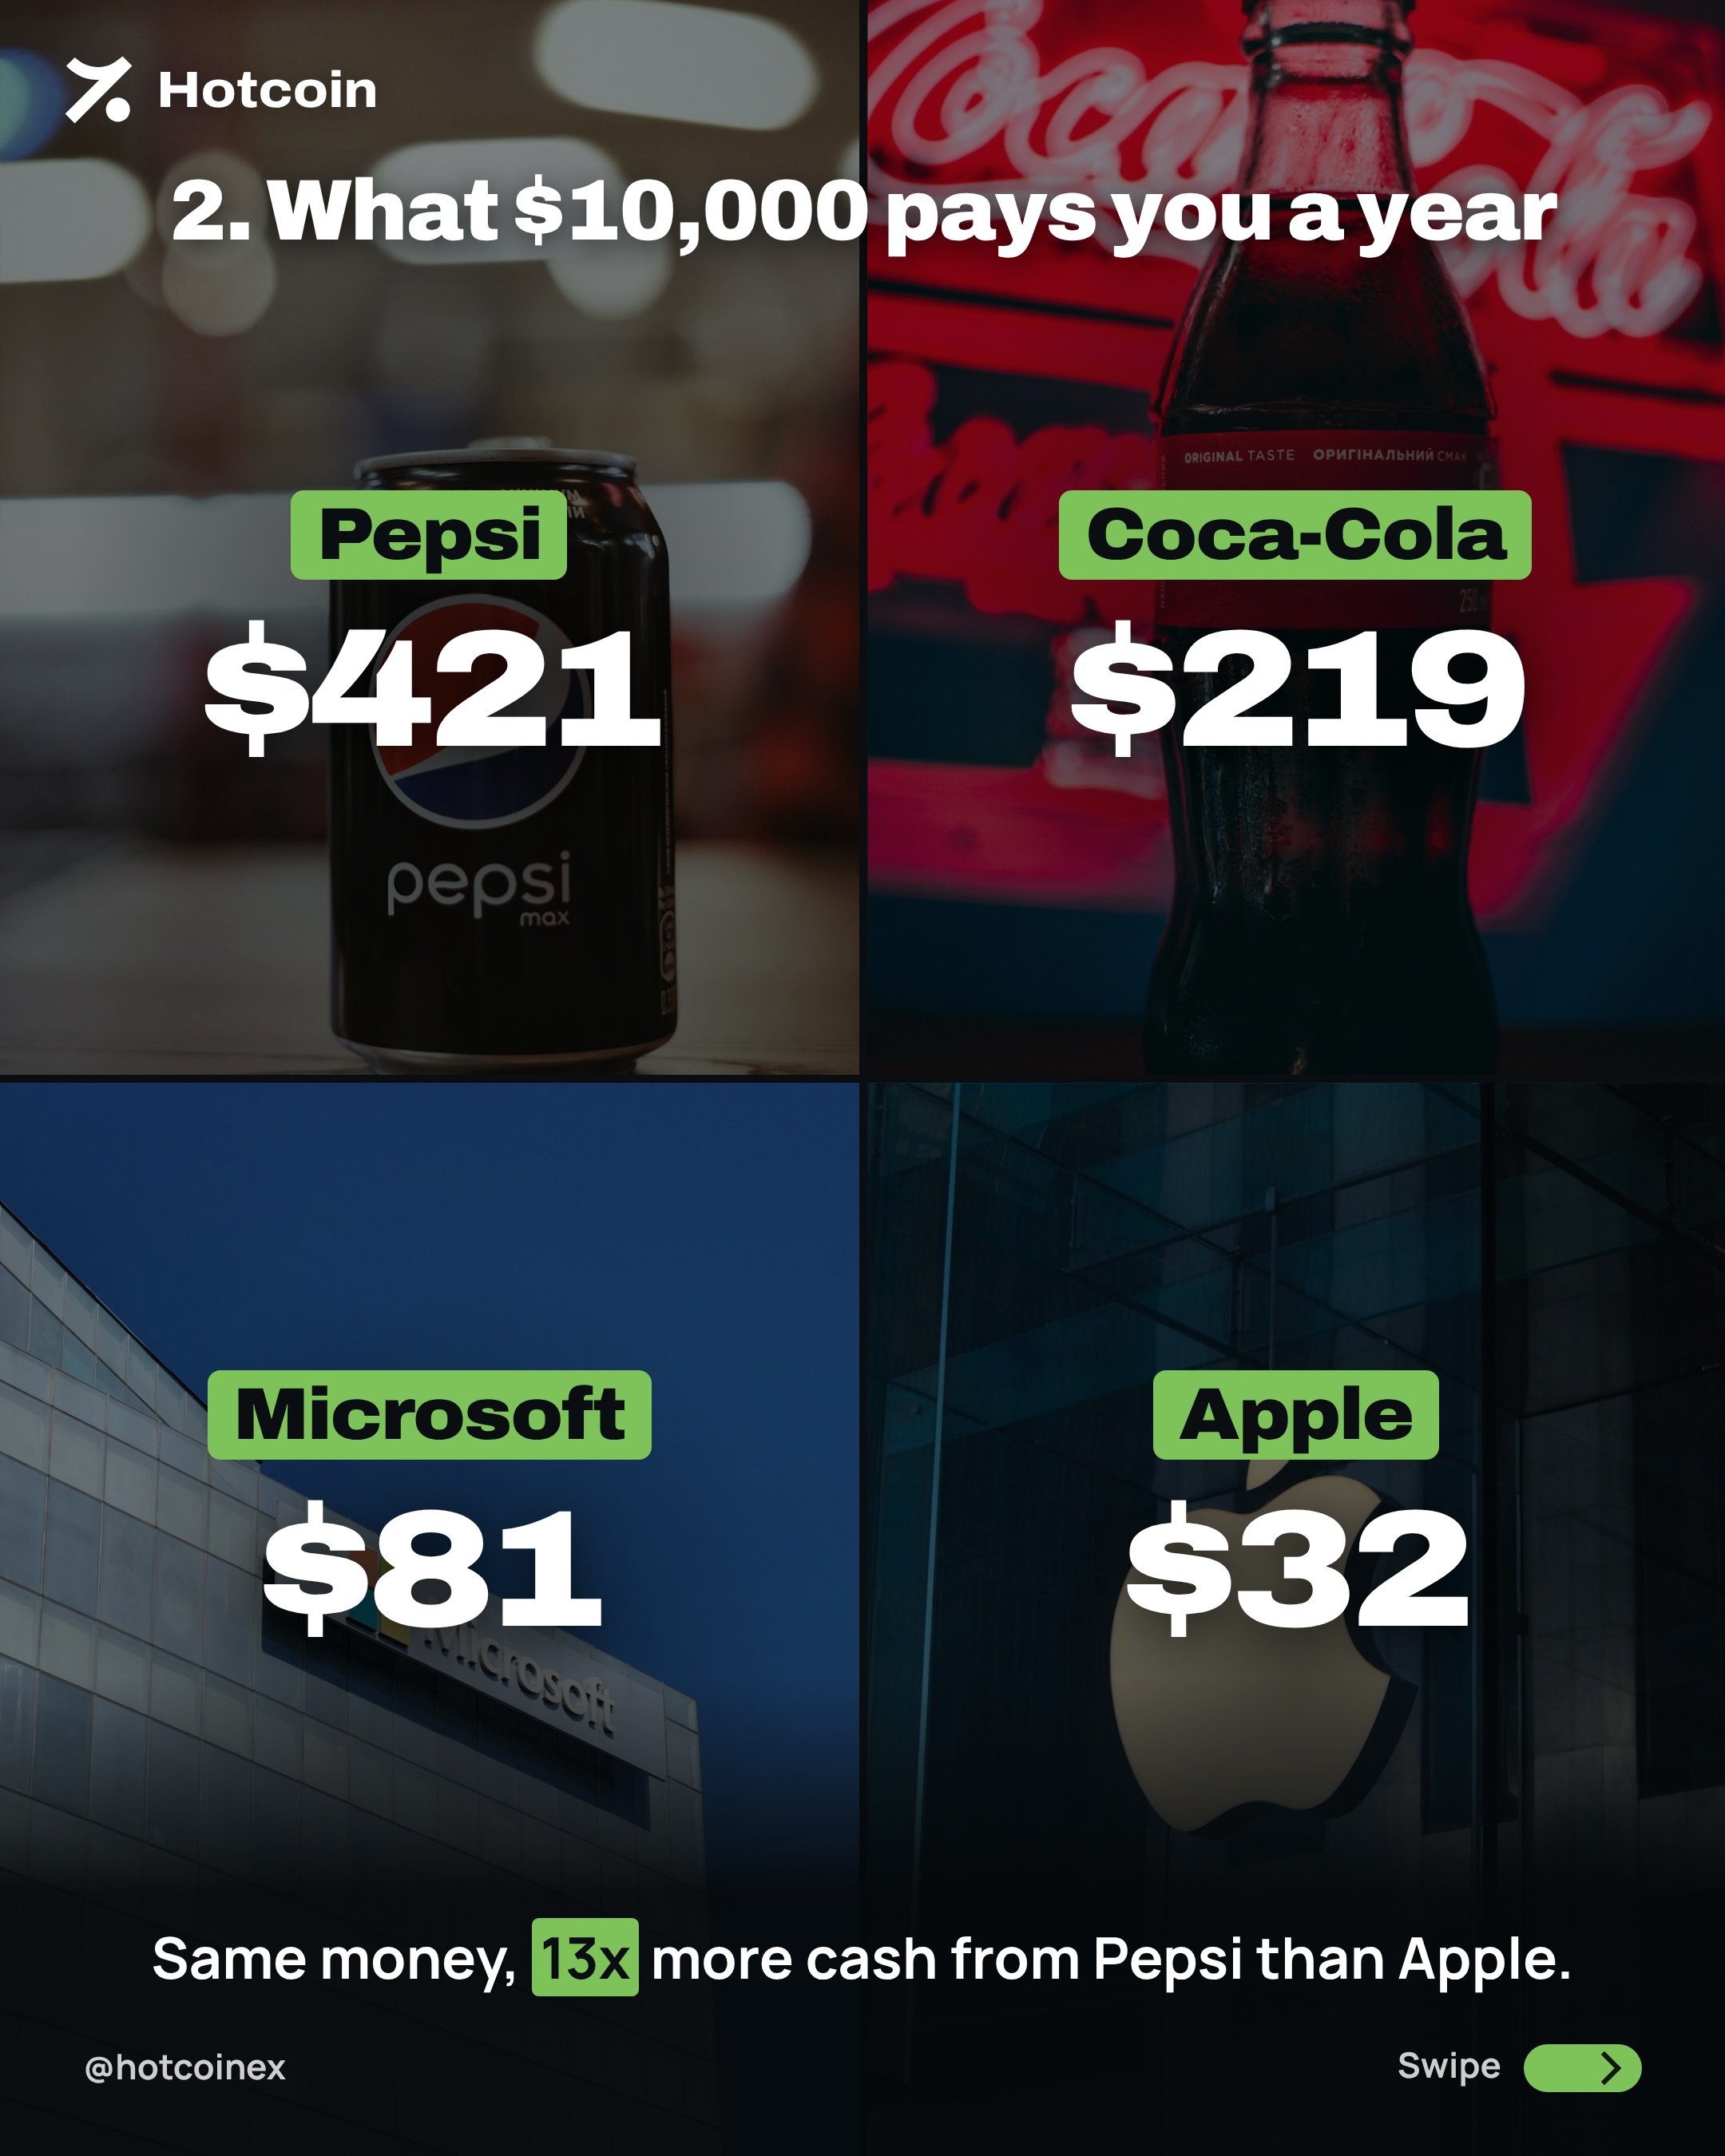 Hotcoin
2. What $10,000 pays you a year
ORIGINAL TASTE ОРИГІНАЛЬНИЙ СМАК
Pepsi
Coca-Cola
$421
$219
pepsi
max
Microsoft
Apple
$81
$32
Microsoft
Same money, 13x more cash from Pepsi than Apple.
@hotcoinex
Swipe